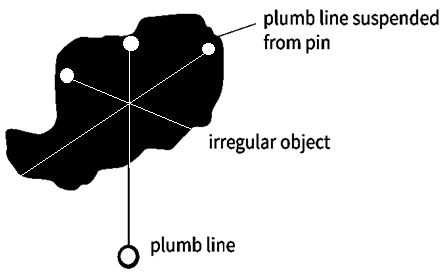 plumb line suspended
from pin
irregular object
plumb line